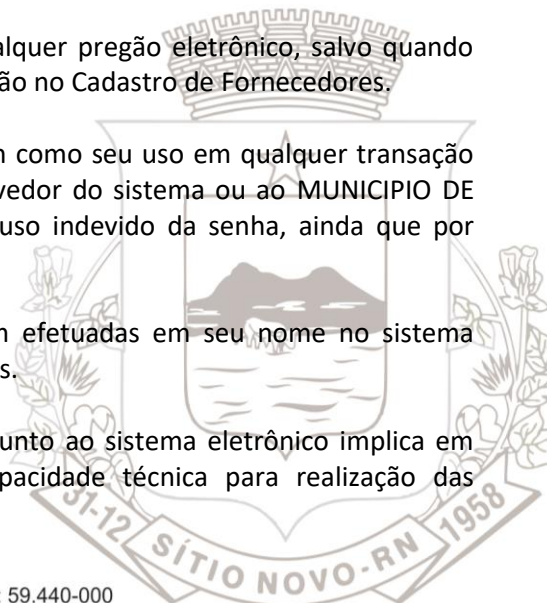 alquer pregão eletrônico, salvo quando
ão no Cadastro de Fornecedores.
como seu uso em qualquer transação
vedor do sistema ou ao MUNICIPIO DE
uso indevido da senha, ainda que por
efetuadas em seu nome no sistema
s.
unto ao sistema eletrônico implica em
pacidade técnica para realização das
31-12 SÍTIO NOVO-RN 1958
59.440-000